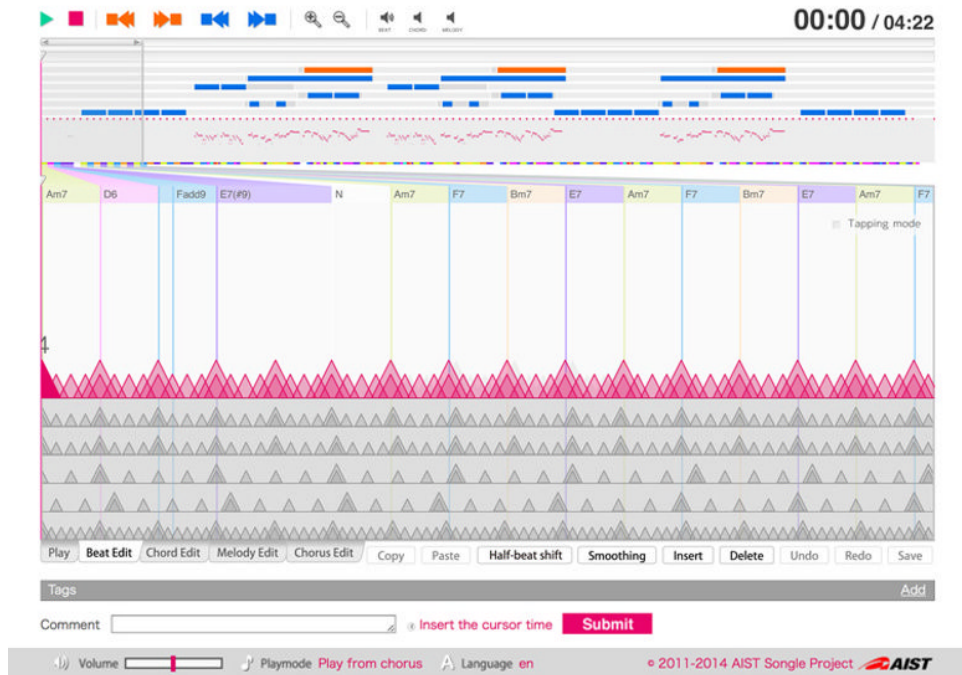 00:00 / 04:22
BEAT CHORD MELODY
Am7 D6 Fadd9 E7(#9) N Am7 F7 Bm7 E7 Am7 F7 Bm7 E7 Am7 F7
Tapping mode
4
Play Beat Edit Chord Edit Melody Edit Chorus Edit Copy Paste Half-beat shift Smoothing Insert Delete Undo Redo Save
Tags Add
Comment Insert the cursor time Submit
Volume Playmode Play from chorus Language en © 2011-2014 AIST Songle Project AIST